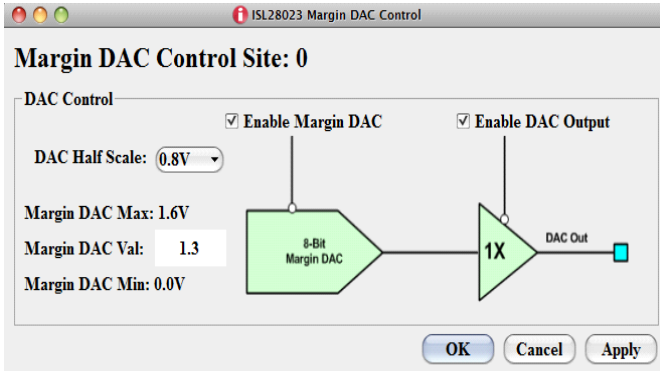 ISL28023 Margin DAC Control
Margin DAC Control Site: 0
DAC Control
Enable Margin DAC
Enable DAC Output
DAC Half Scale: 0.8V
Margin DAC Max: 1.6V
Margin DAC Val: 1.3
Margin DAC Min: 0.0V
8-Bit
Margin DAC
1X
DAC Out
OK
Cancel
Apply